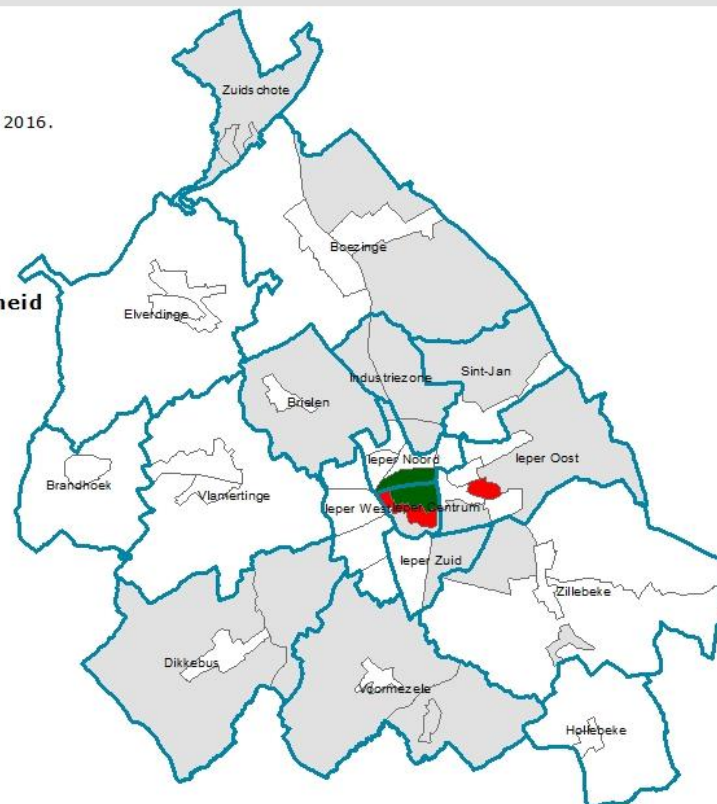 2016.
heid
Zuidschote
Boezinge
Elverdinge
Industriezone
Sint-Jan
Brielen
Ieper Noord
Ieper Oost
Brandhoek
Vlamertinge
Ieper West
Ieper Centrum
Ieper Zuid
Zillebeke
Dikkebus
Voormezele
Hollebeke